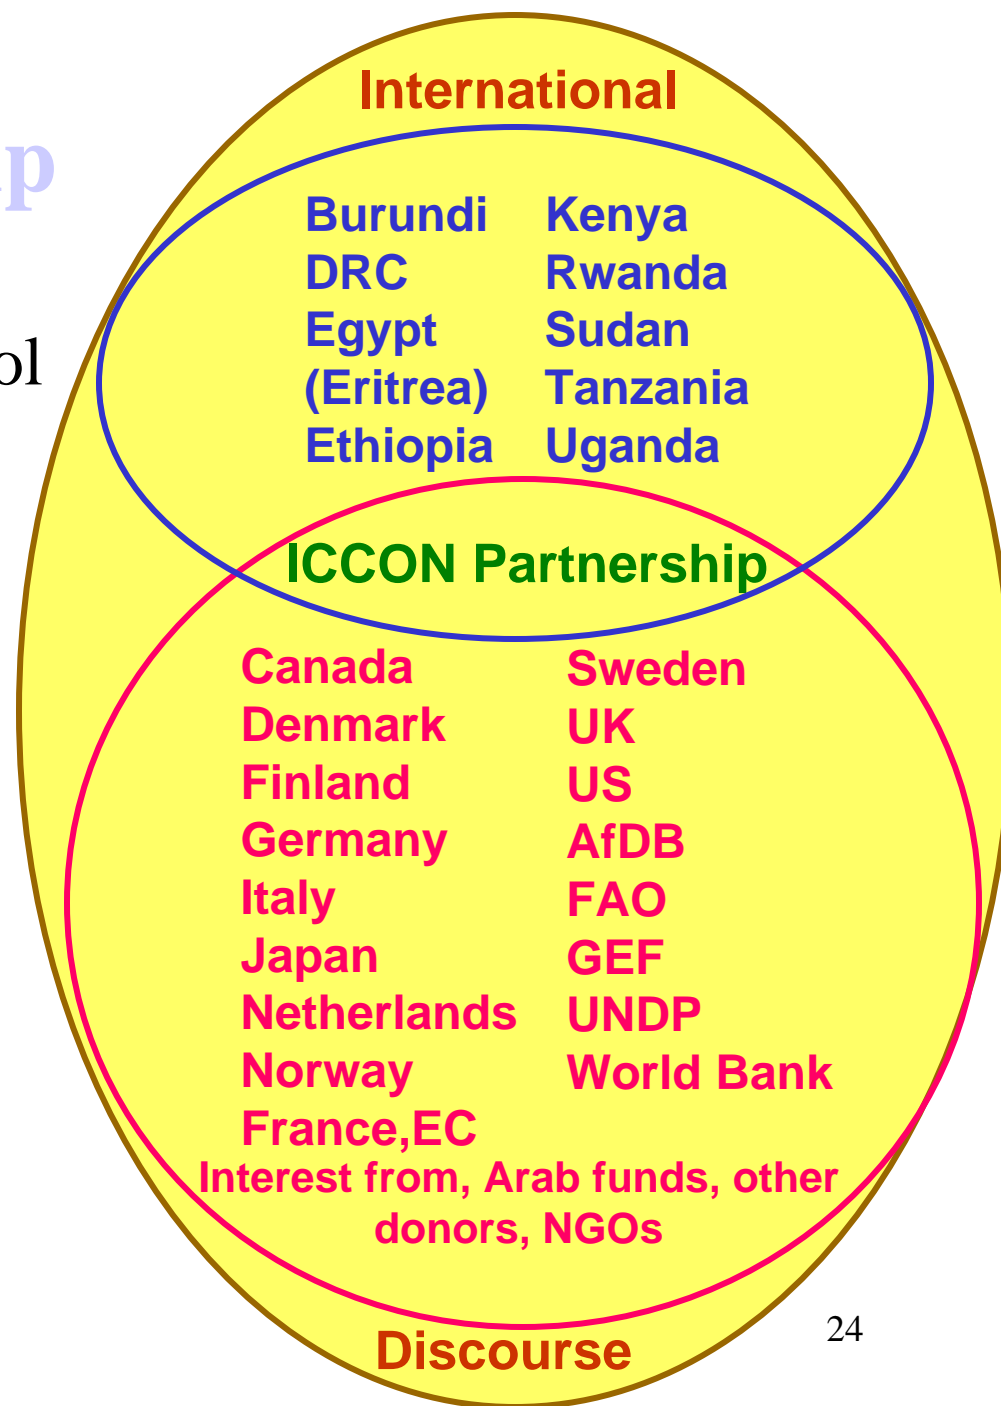 International
Burundi Kenya
DRC Rwanda
Egypt Sudan
(Eritrea) Tanzania
Ethiopia Uganda
ICCON Partnership
Canada Sweden
Denmark UK
Finland US
Germany AfDB
Italy FAO
Japan GEF
Netherlands UNDP
Norway World Bank
France,EC
Interest from, Arab funds, other
donors, NGOs
Discourse
24